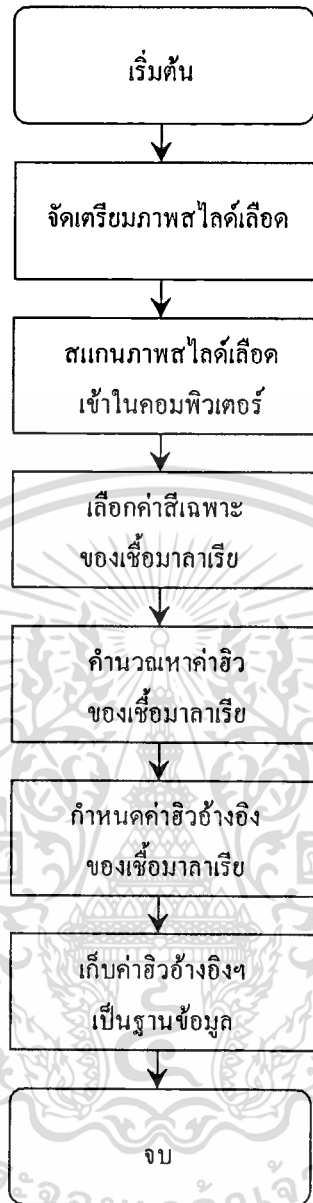 เริ่มต้น
จัดเตรียมภาพสไลด์เลือด
สแกนภาพสไลด์เลือด
เข้าในคอมพิวเตอร์
เลือกค่าสีเฉพาะ
ของเชื้อมาลาเรีย
คำนวณหาค่าฮิว
ของเชื้อมาลาเรีย
กำหนดค่าฮิวอ้างอิง
ของเชื้อมาลาเรีย
เก็บค่าฮิวอ้างอิงฯ
เป็นฐานข้อมูล
จบ